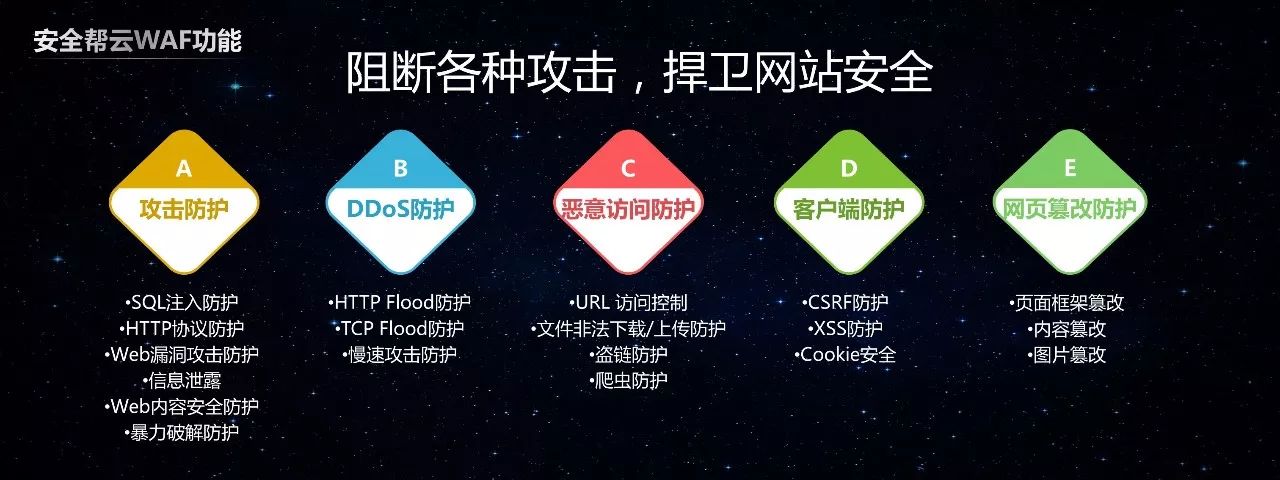 安全帮云WAF功能
阻断各种攻击，捍卫网站安全
A
攻击防护
•SQL注入防护
•HTTP协议防护
•Web漏洞攻击防护
•信息泄露
•Web内容安全防护
•暴力破解防护
B
DDoS防护
•HTTP Flood防护
•TCP Flood防护
•慢速攻击防护
C
恶意访问防护
•URL 访问控制
•文件非法下载/上传防护
•盗链防护
•爬虫防护
D
客户端防护
•CSRF防护
•XSS防护
•Cookie安全
E
网页篡改防护
•页面框架篡改
•内容篡改
•图片篡改